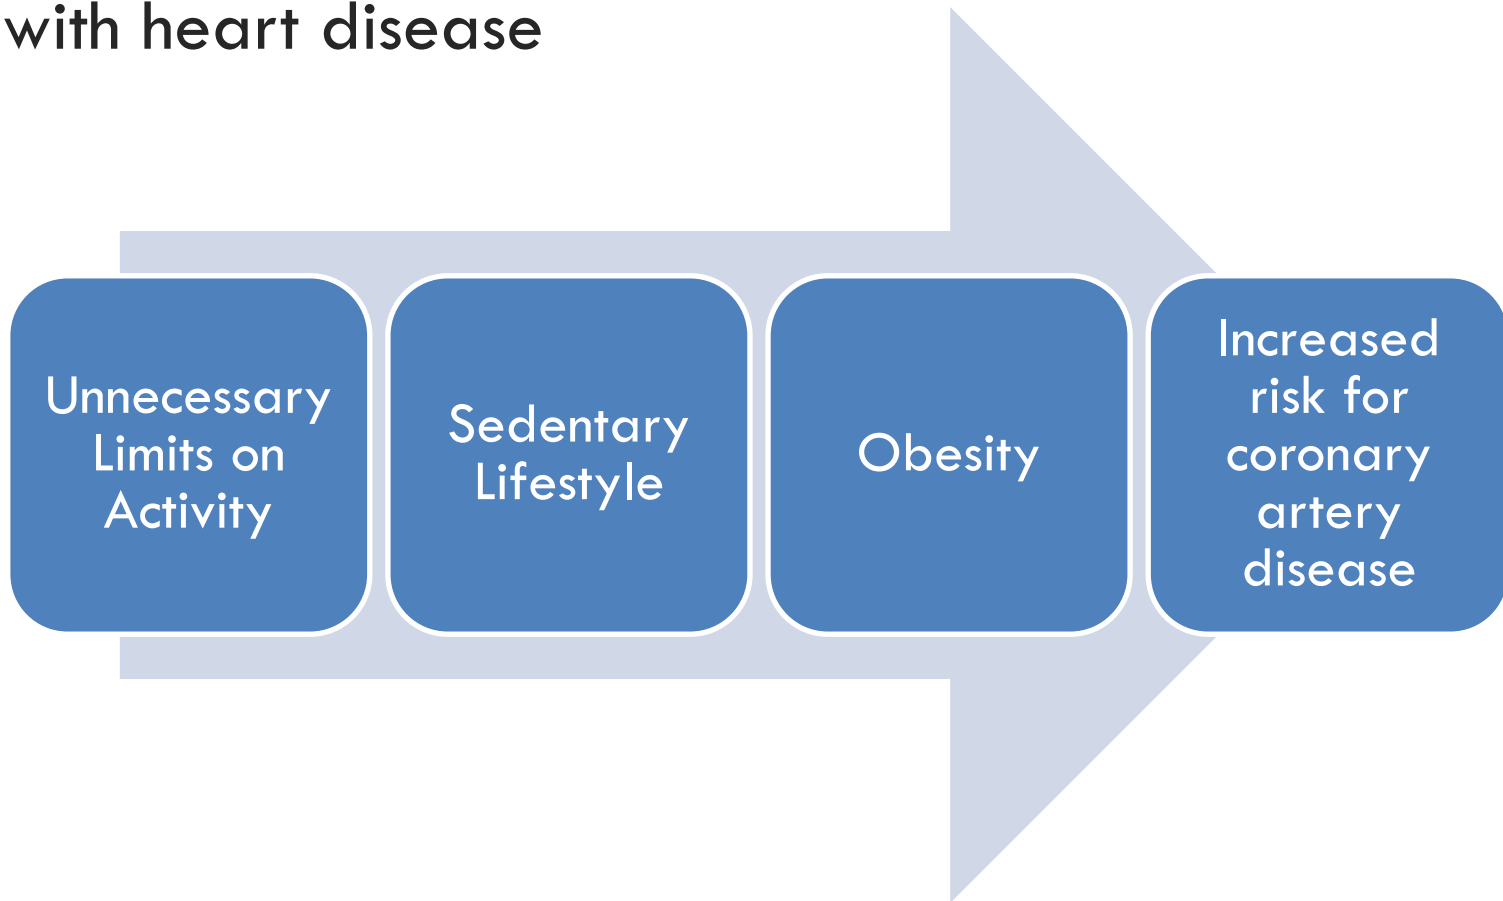 with heart disease
Unnecessary
Limits on
Activity
Sedentary
Lifestyle
Obesity
Increased
risk for
coronary
artery
disease